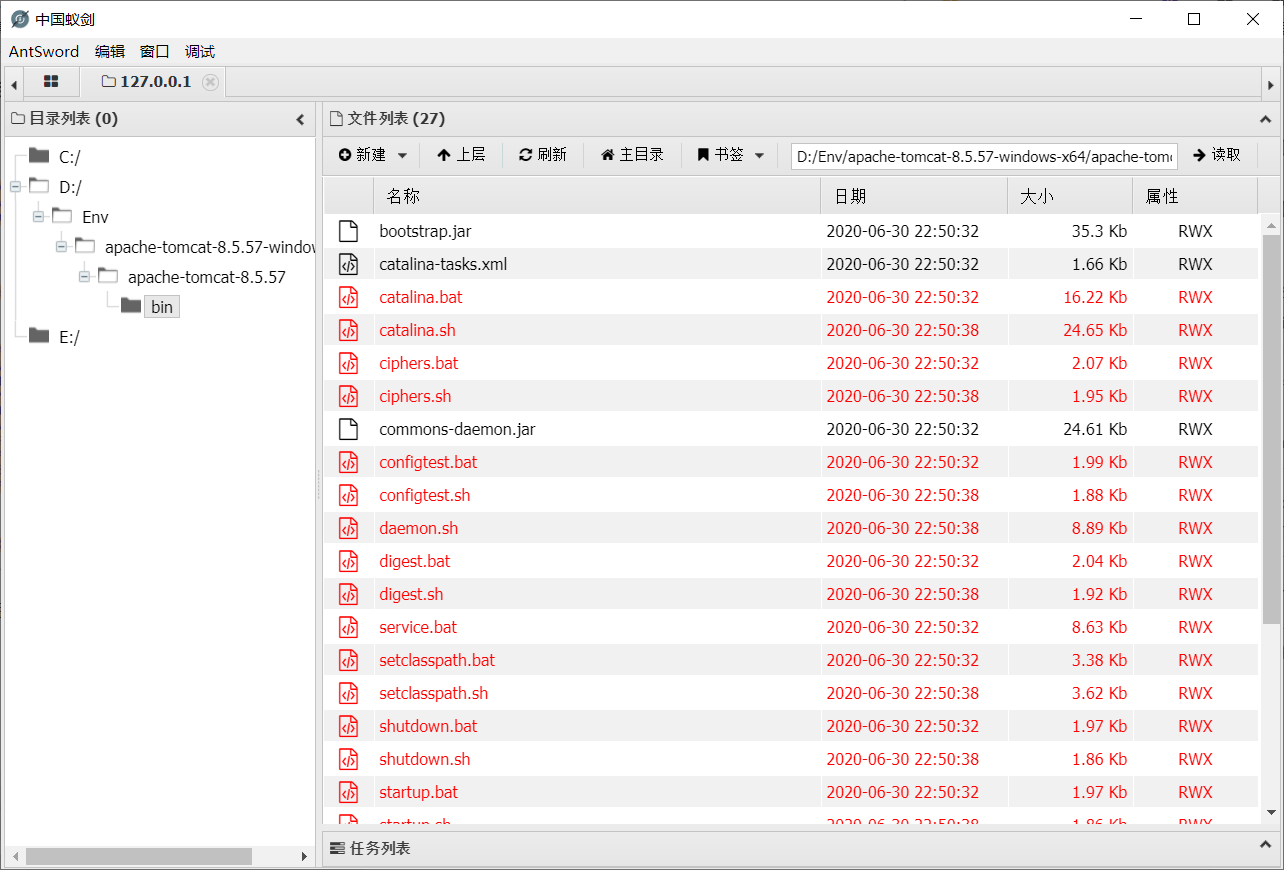 中国蚁剑
AntSword 编辑 窗口 调试
127.0.0.1
目录列表 (0)
C:/
D:/
Env
apache-tomcat-8.5.57-windov
apache-tomcat-8.5.57
bin
E:/
文件列表 (27)
新建 上层 刷新 主目录 书签 D:/Env/apache-tomcat-8.5.57-windows-x64/apache-tom 读取
名称 日期 大小 属性
bootstrap.jar 2020-06-30 22:50:32 35.3 Kb RWX
catalina-tasks.xml 2020-06-30 22:50:32 1.66 Kb RWX
catalina.bat 2020-06-30 22:50:32 16.22 Kb RWX
catalina.sh 2020-06-30 22:50:38 24.65 Kb RWX
ciphers.bat 2020-06-30 22:50:32 2.07 Kb RWX
ciphers.sh 2020-06-30 22:50:38 1.95 Kb RWX
commons-daemon.jar 2020-06-30 22:50:32 24.61 Kb RWX
configtest.bat 2020-06-30 22:50:32 1.99 Kb RWX
configtest.sh 2020-06-30 22:50:38 1.88 Kb RWX
daemon.sh 2020-06-30 22:50:38 8.89 Kb RWX
digest.bat 2020-06-30 22:50:32 2.04 Kb RWX
digest.sh 2020-06-30 22:50:38 1.92 Kb RWX
service.bat 2020-06-30 22:50:32 8.63 Kb RWX
setclasspath.bat 2020-06-30 22:50:32 3.38 Kb RWX
setclasspath.sh 2020-06-30 22:50:38 3.62 Kb RWX
shutdown.bat 2020-06-30 22:50:32 1.97 Kb RWX
shutdown.sh 2020-06-30 22:50:38 1.86 Kb RWX
startup.bat 2020-06-30 22:50:32 1.97 Kb RWX
startup.sh 2020-06-30 22:50:38 1.86 Kb RWX
任务列表